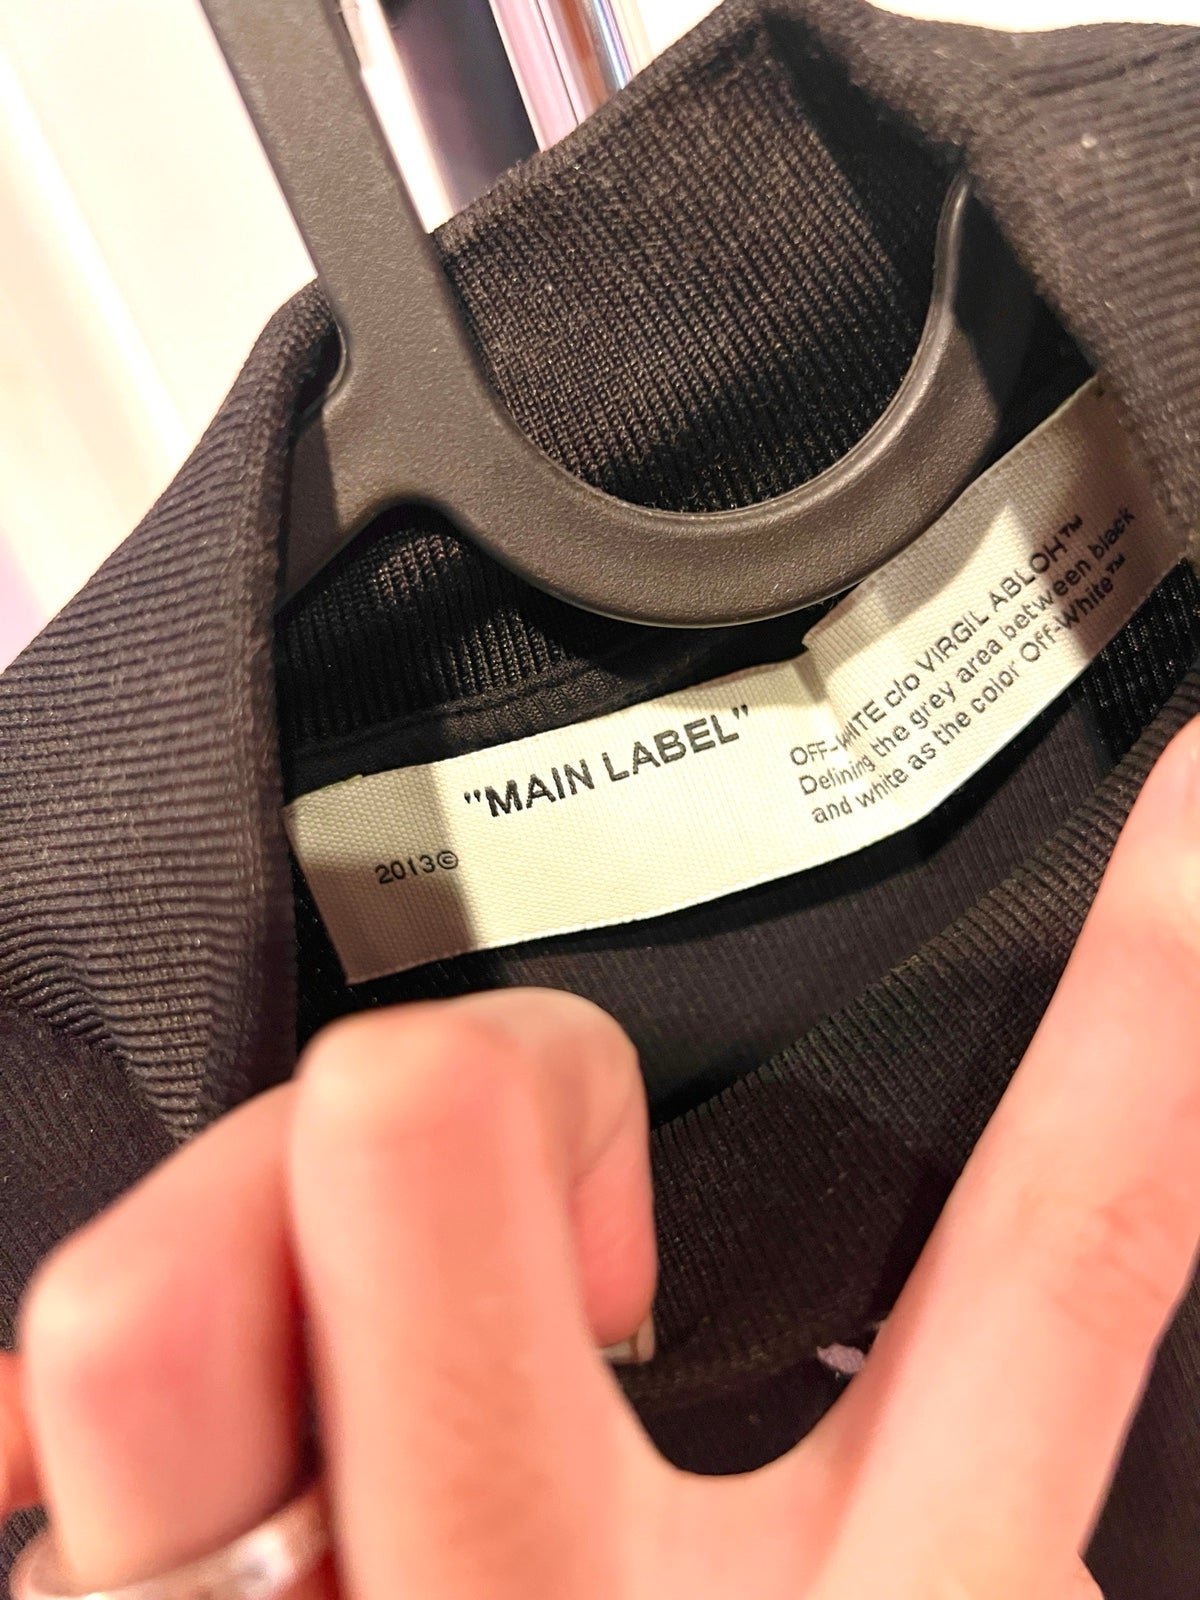 "MAIN LABEL"
2013©
OFF-WHITE c/o VIRGIL ABLOH™
Defining the grey area between black
and white as the color Off-White™